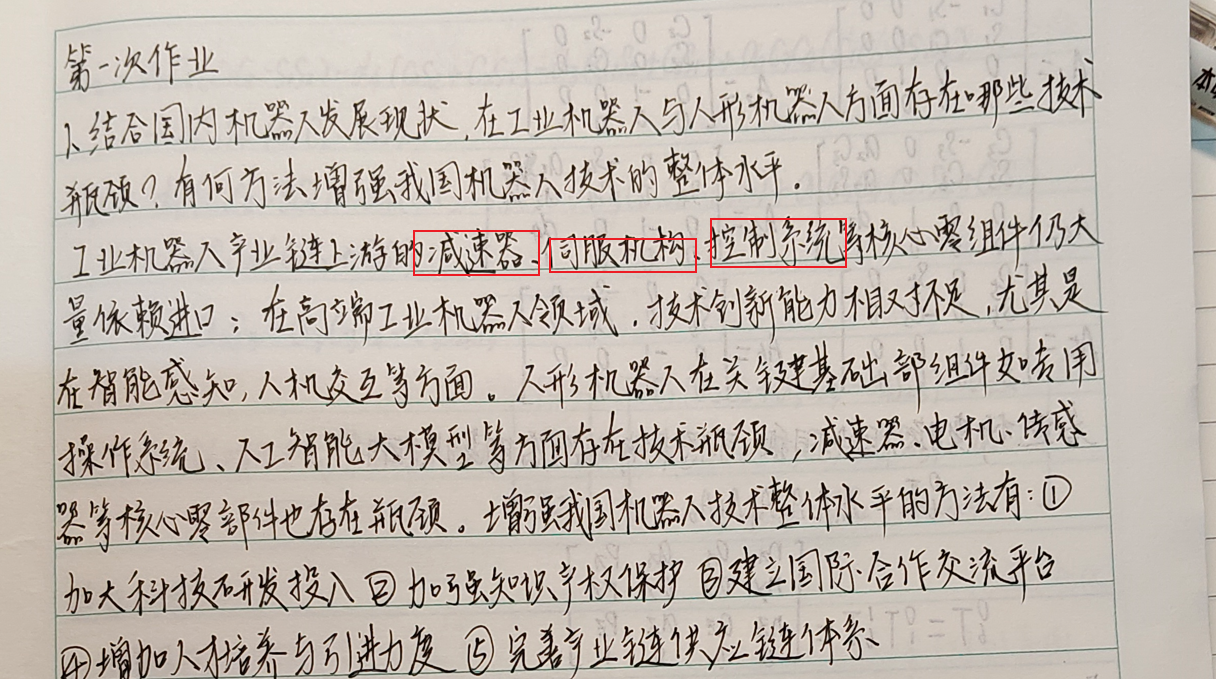 第一次作业
1、结合国内机器人发展现状，在工业机器人与人形机器人方面存在哪些技术
瓶颈？有何方法增强我国机器人技术的整体水平。
工业机器人产业链上游的减速器、伺服机构、控制系统等核心零组件仍大
量依赖进口；在高端工业机器人领域，技术创新能力相对不足，尤其是
在智能感知，人机交互等方面。人形机器人在关键基础部组件如专用
操作系统、人工智能大模型等方面存在技术瓶颈，减速器、电机、传感
器等核心零部件也存在瓶颈。增强我国机器人技术整体水平的方法有：①
加大科技研发投入 ② 加强知识产权保护 ③建立国际合作交流平台
④增加人才培养与引进力度 ⑤ 完善产业链供应链体系、